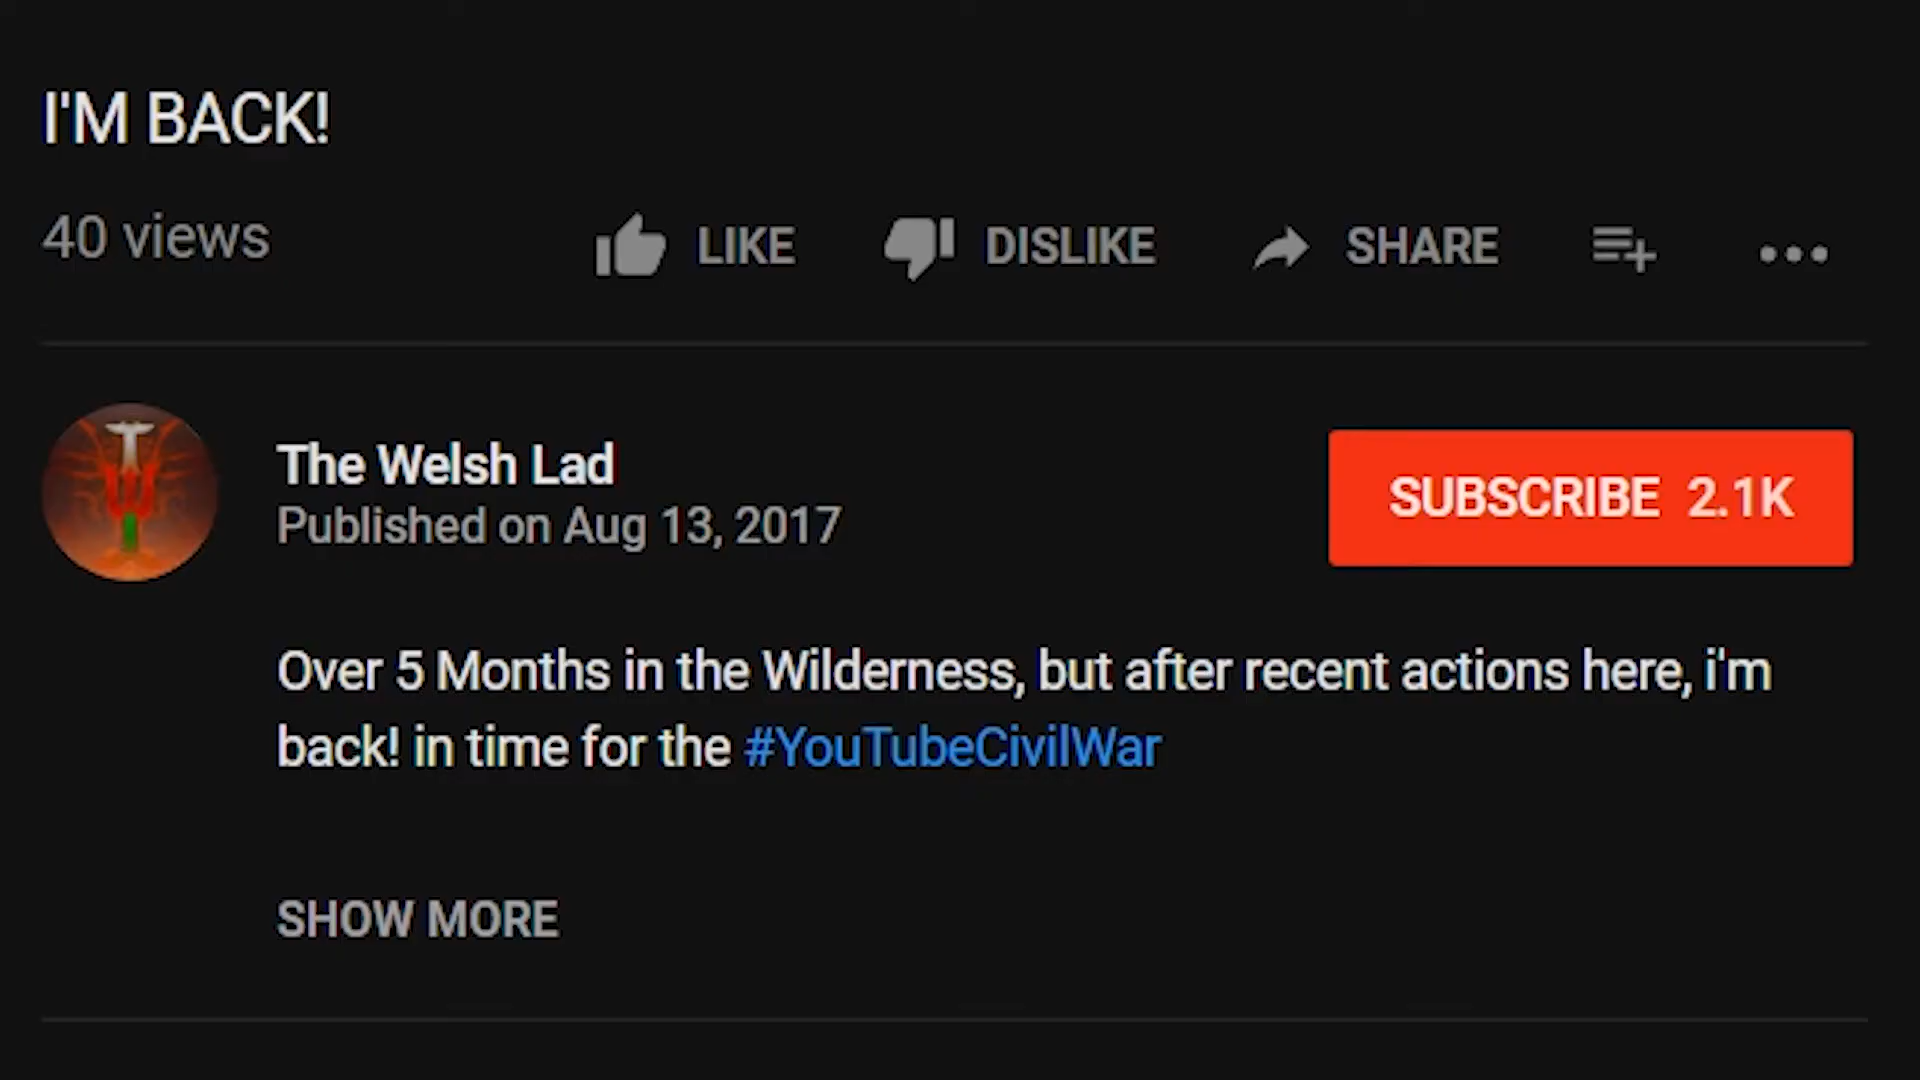 I'M BACK!
40 views
LIKE
DISLIKE
SHARE
The Welsh Lad
SUBSCRIBE 2.1K
Published on Aug 13, 2017
Over 5 Months in the Wilderness, but after recent actions here, i'm
back! in time for the #YouTubeCivilWar
SHOW MORE